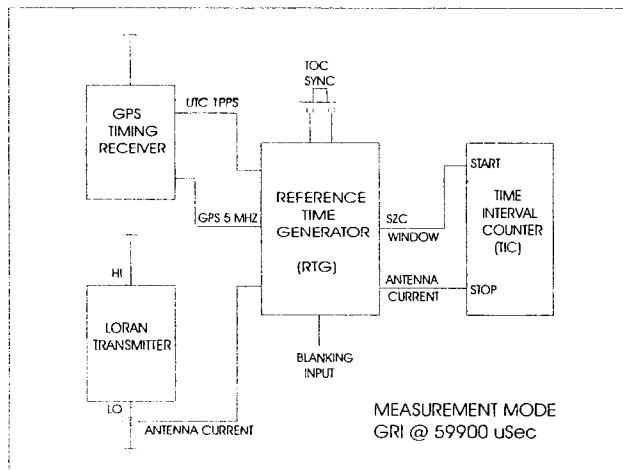 TOC
SYNC
UTC 1PPS
GPS
TIMING
RECEIVER
START
REFERENCE
TIME
GENERATOR
(RTG)
TIME
INTERVAL
COUNTER
(TIC)
GPS 5 MHZ
SZC
WINDOW
HI
ANTENNA
CURRENT
STOP
LORAN
TRANSMITTER
BLANKING
INPUT
LO
ANTENNA CURRENT
MEASUREMENT MODE
GRI @ 59900 uSec